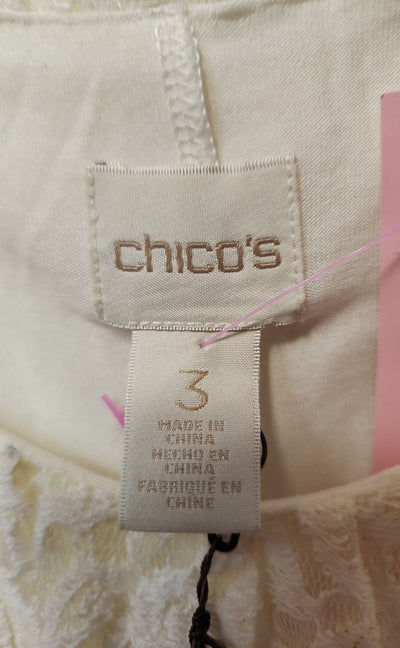 chico's
3
MADE IN
CHINA
HECHO EN
CHINA
FABRIQUÉ EN
CHINE